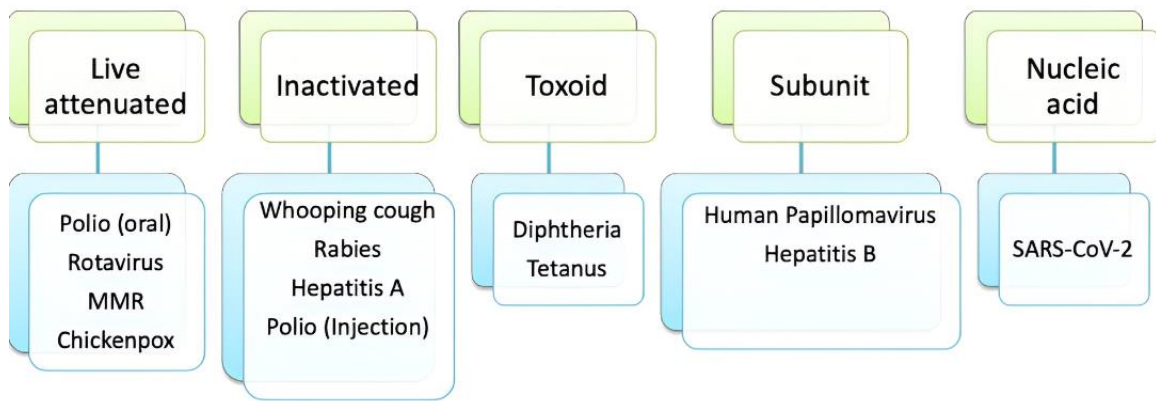 Live
attenuated
Inactivated
Toxoid
Subunit
Nucleic
acid
Polio (oral)
Rotavirus
MMR
Chickenpox
Whooping cough
Rabies
Hepatitis A
Polio (Injection)
Diphtheria
Tetanus
Human Papillomavirus
Hepatitis B
SARS-CoV-2